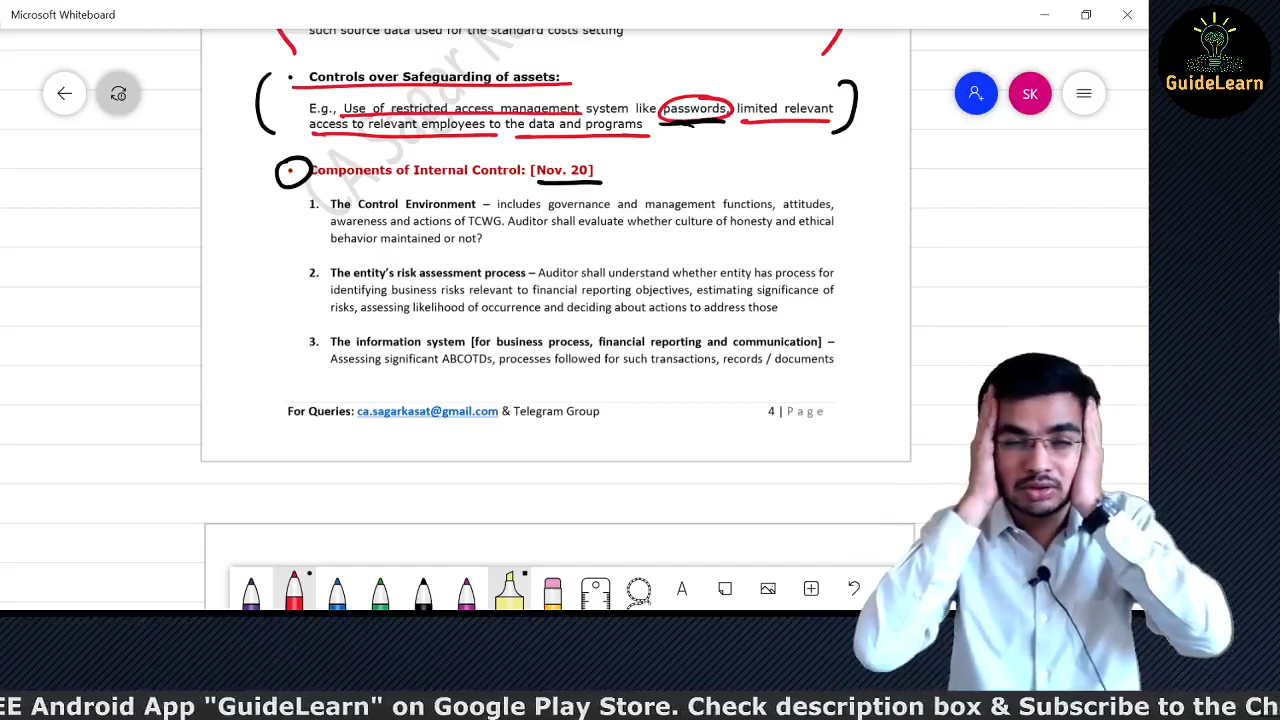 Microsoft Whiteboard
such source data used for the standard costs setting
• Controls over Safeguarding of assets:
E.g., Use of restricted access management system like passwords, limited relevant
access to relevant employees to the data and programs
GuideLearn
SK
• Components of Internal Control: [Nov. 20]
1. The Control Environment – includes governance and management functions, attitudes,
awareness and actions of TCWG. Auditor shall evaluate whether culture of honesty and ethical
behavior maintained or not?
2. The entity's risk assessment process – Auditor shall understand whether entity has process for
identifying business risks relevant to financial reporting objectives, estimating significance of
risks, assessing likelihood of occurrence and deciding about actions to address those
3. The information system [for business process, financial reporting and communication] –
Assessing significant ABCOTDs, processes followed for such transactions, records / documents
For Queries: ca.sagarkasat@gmail.com & Telegram Group 4 | Page
A
EE Android App "GuideLearn" on Google Play Store. Check description box & Subscribe to the Ch